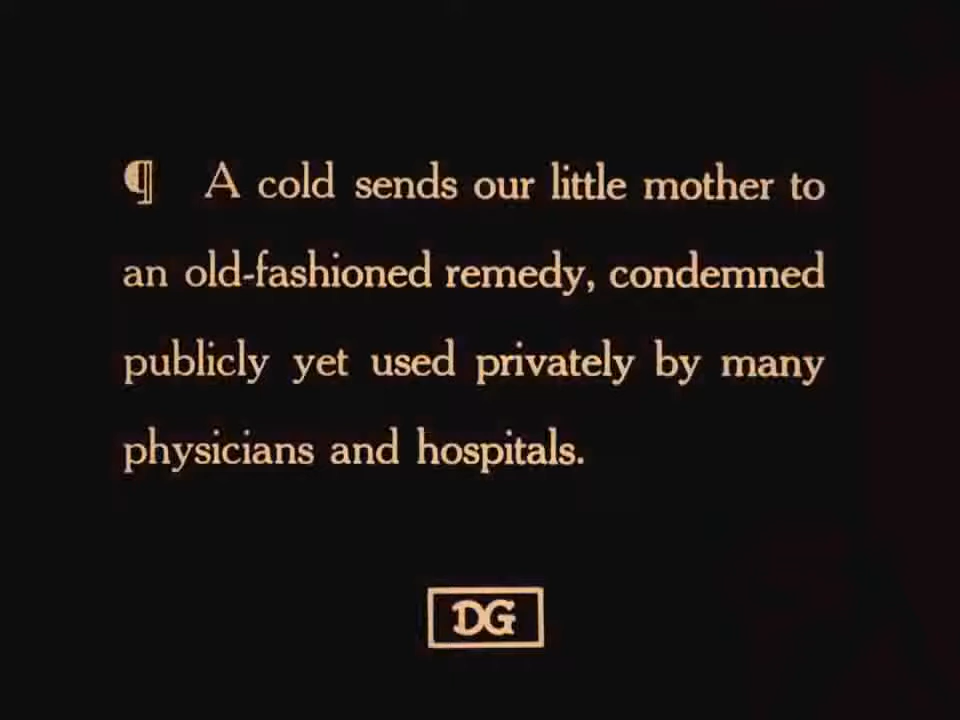 ¶ A cold sends our little mother to
an old-fashioned remedy, condemned
publicly yet used privately by many
physicians and hospitals.
DG